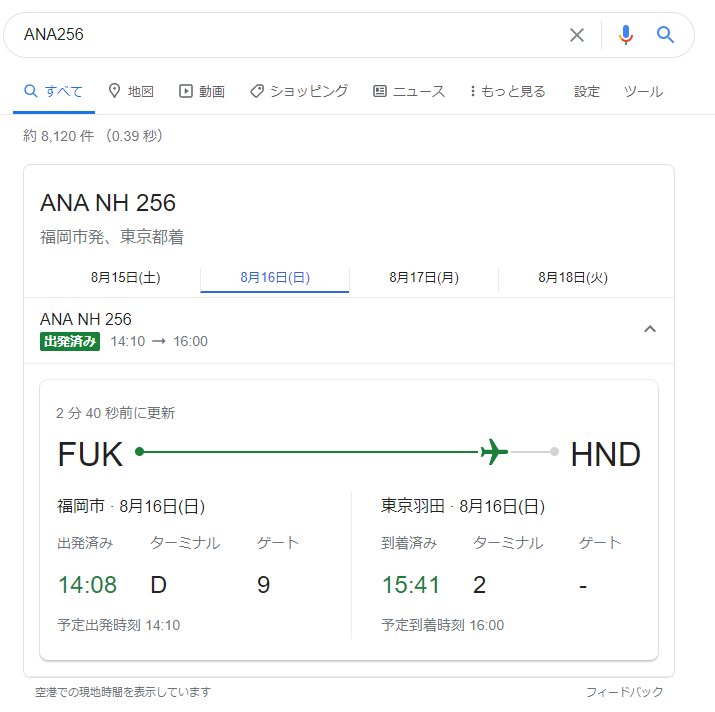 ANA256
すべて 地図 動画 ショッピング ニュース もっと見る 設定 ツール
約 8,120 件 （0.39 秒）
ANA NH 256
福岡市発、東京都着
8月15日(土) 8月16日(日) 8月17日(月) 8月18日(火)
ANA NH 256
出発済み 14:10 → 16:00
2 分 40 秒前に更新
FUK HND
福岡市 · 8月16日(日) 東京羽田 · 8月16日(日)
出発済み ターミナル ゲート 到着済み ターミナル ゲート
14:08 D 9 15:41 2 -
予定出発時刻 14:10 予定到着時刻 16:00
空港での現地時間を表示しています フィードバック